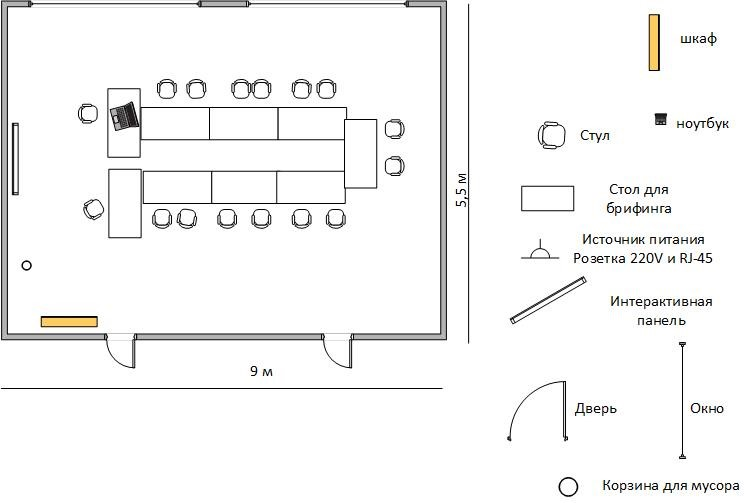 шкаф
ноутбук
Стул
Стол для
брифинга
Источник питания
Розетка 220V и RJ-45
Интерактивная
панель
Дверь
Окно
Корзина для мусора
5,5 м
9 м